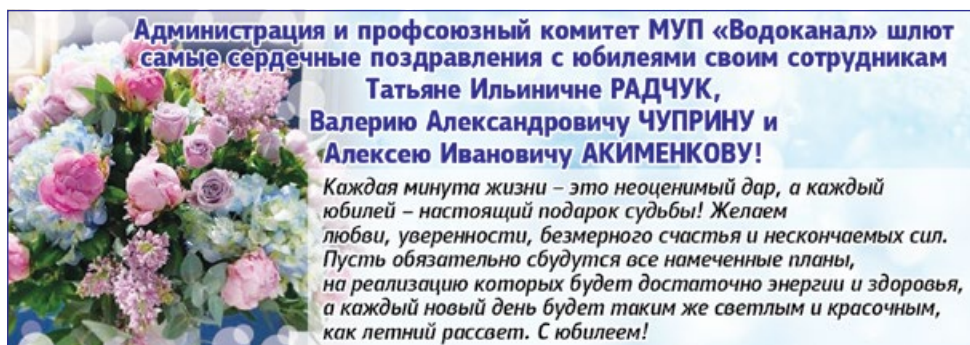 Администрация и профсоюзный комитет МУП «Водоканал» шлют
самые сердечные поздравления с юбилеями своим сотрудникам
Татьяне Ильиничне РАДЧУК,
Валерию Александровичу ЧУПРИНУ и
Алексею Ивановичу АКИМЕНКОВУ!
Каждая минута жизни – это неоценимый дар, а каждый
юбилей – настоящий подарок судьбы! Желаем
любви, уверенности, безмерного счастья и нескончаемых сил.
Пусть обязательно сбудутся все намеченные планы,
на реализацию которых будет достаточно энергии и здоровья,
а каждый новый день будет таким же светлым и красочным,
как летний рассвет. С юбилеем!